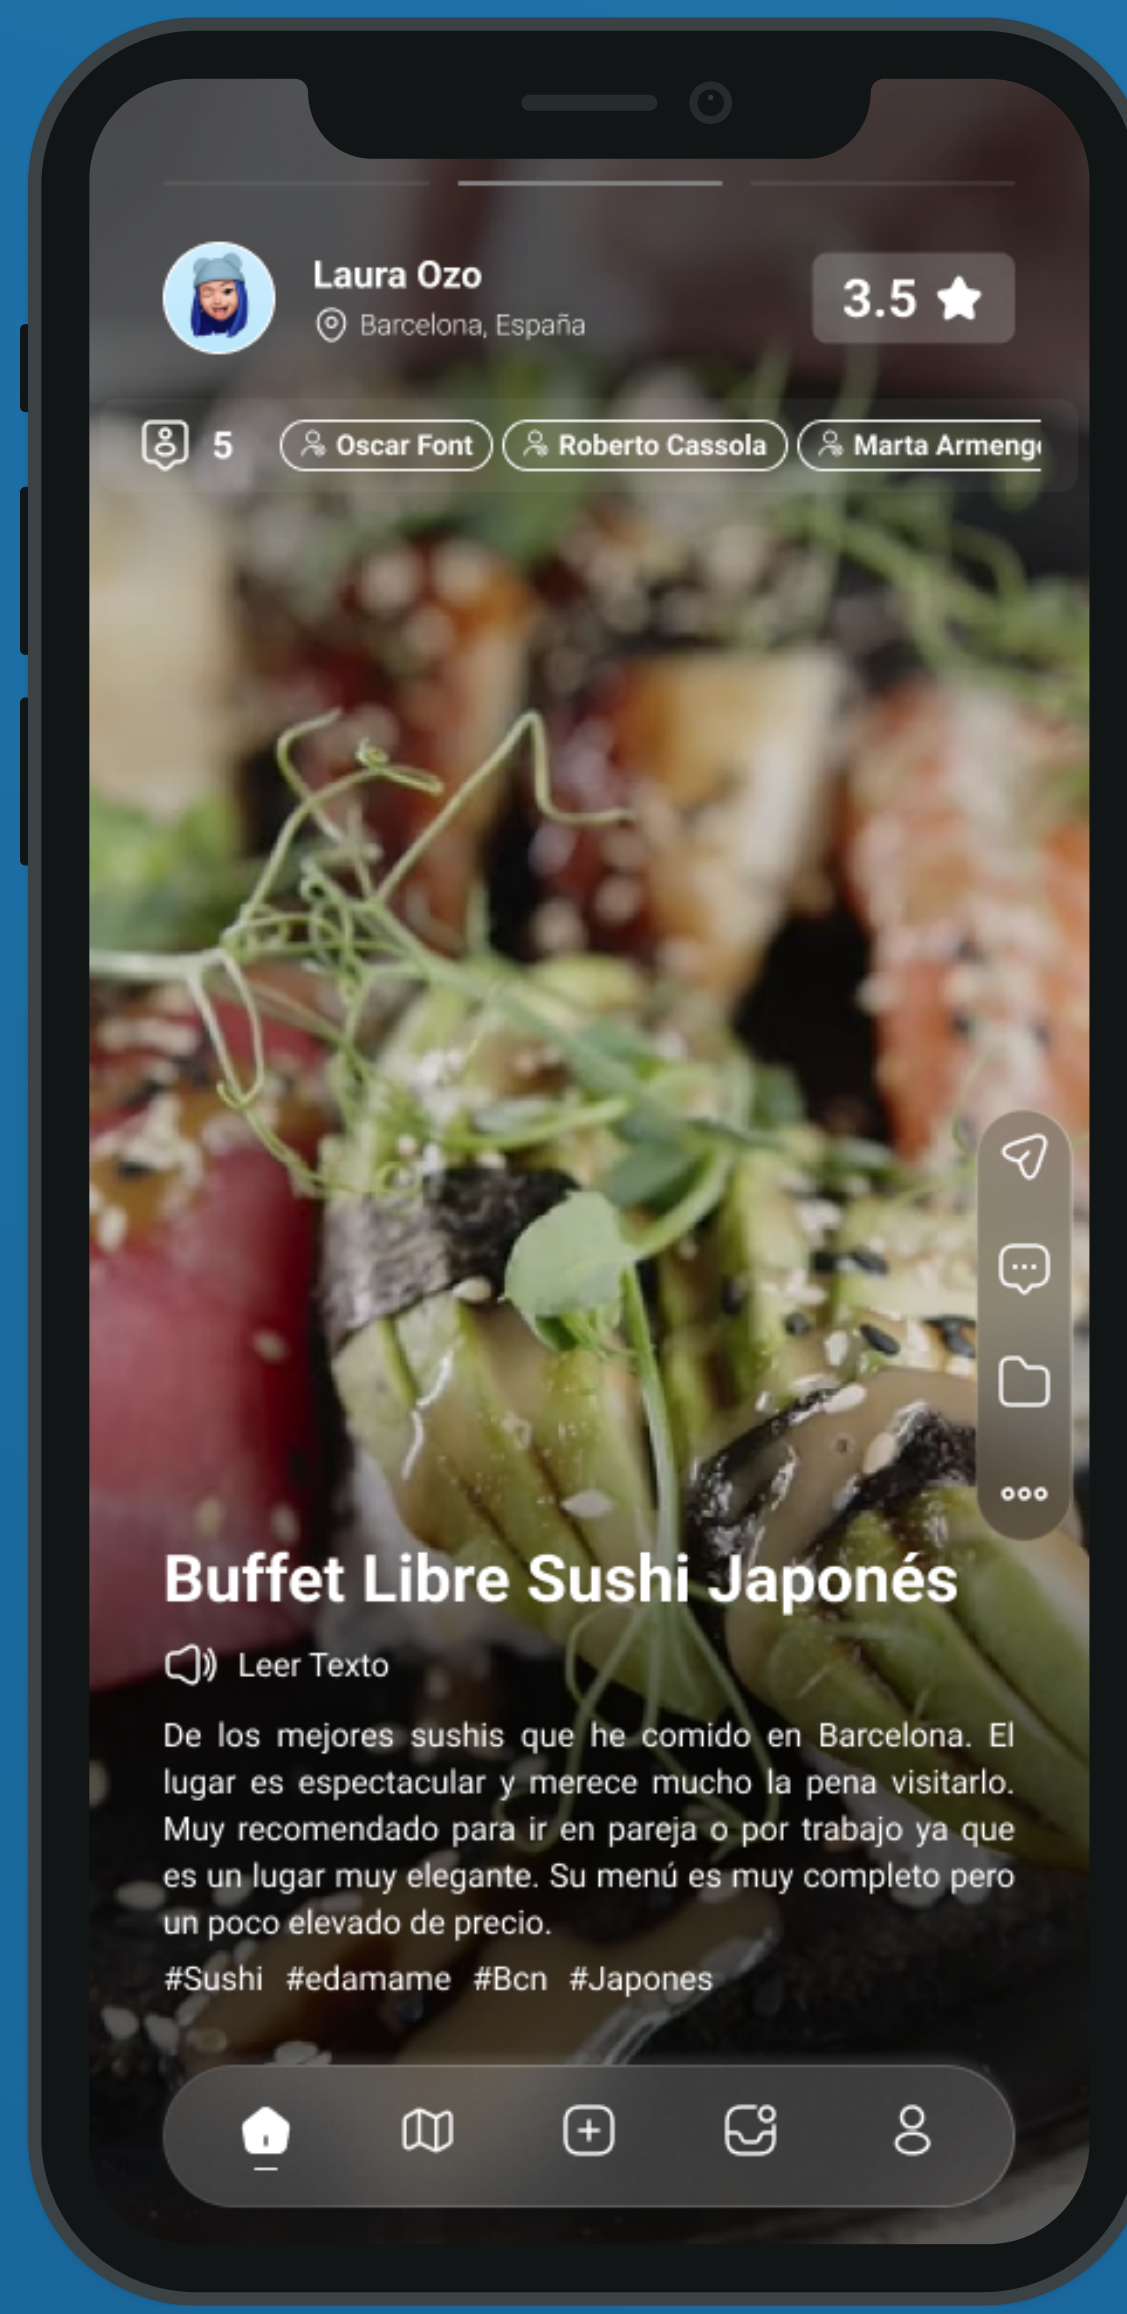 Laura Ozo
Barcelona, España
3.5
5
Oscar Font
Roberto Cassola
Marta Armeng
Buffet Libre Sushi Japonés
Leer Texto
De los mejores sushis que he comido en Barcelona. El
lugar es espectacular y merece mucho la pena visitarlo.
Muy recomendado para ir en pareja o por trabajo ya que
es un lugar muy elegante. Su menú es muy completo pero
un poco elevado de precio.
#Sushi #edamame #Bcn #Japones